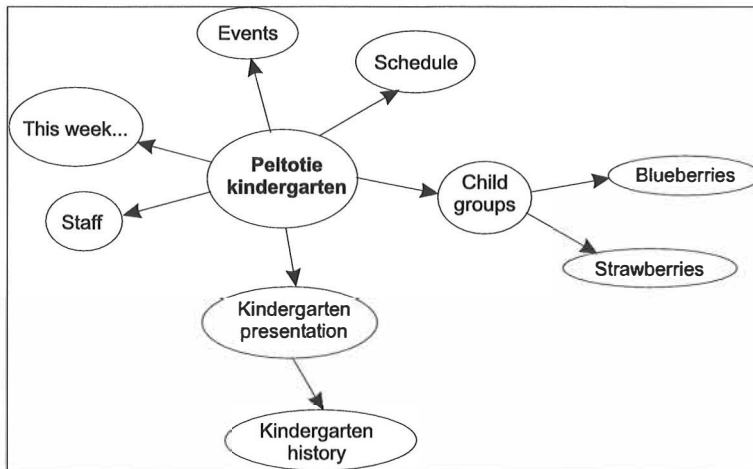 Events
Schedule
This week...
Peltotie
kindergarten
Child
groups
Blueberries
Staff
Strawberries
Kindergarten
presentation
Kindergarten
history